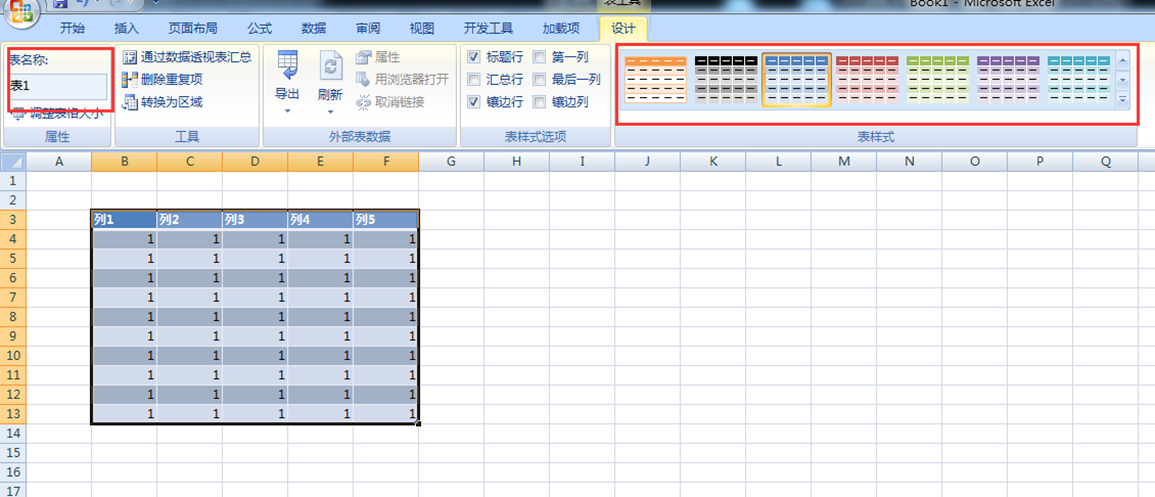 表工具
Book1 - Microsoft Excel
开始 插入 页面布局 公式 数据 审阅 视图 开发工具 加载项 设计
表名称: 通过数据透视表汇总 属性 标题行 第一列
表1 删除重复项 导出 刷新 用浏览器打开 汇总行 最后一列
调整表格大小 转换为区域 取消链接 镶边行 镶边列
属性 工具 外部表数据 表样式选项 表样式
A B C D E F G H I J K L M N O P Q
1
2
3 列1 列2 列3 列4 列5
4 1 1 1 1 1
5 1 1 1 1 1
6 1 1 1 1 1
7 1 1 1 1 1
8 1 1 1 1 1
9 1 1 1 1 1
10 1 1 1 1 1
11 1 1 1 1 1
12 1 1 1 1 1
13 1 1 1 1 1
14
15
16
17